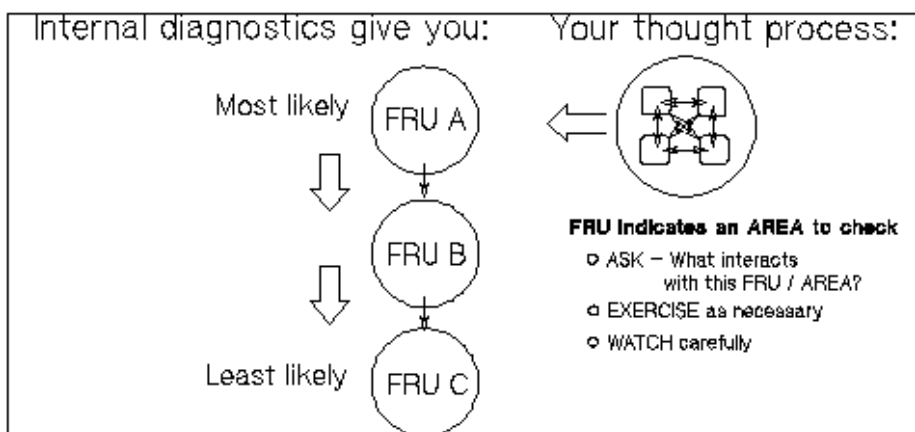 Internal diagnostics give you:
Your thought process:
Most likely
FRU A
FRU B
Least likely
FRU C
FRU indicates an AREA to check
ASK – What interacts
with this FRU / AREA?
EXERCISE as necessary
WATCH carefully